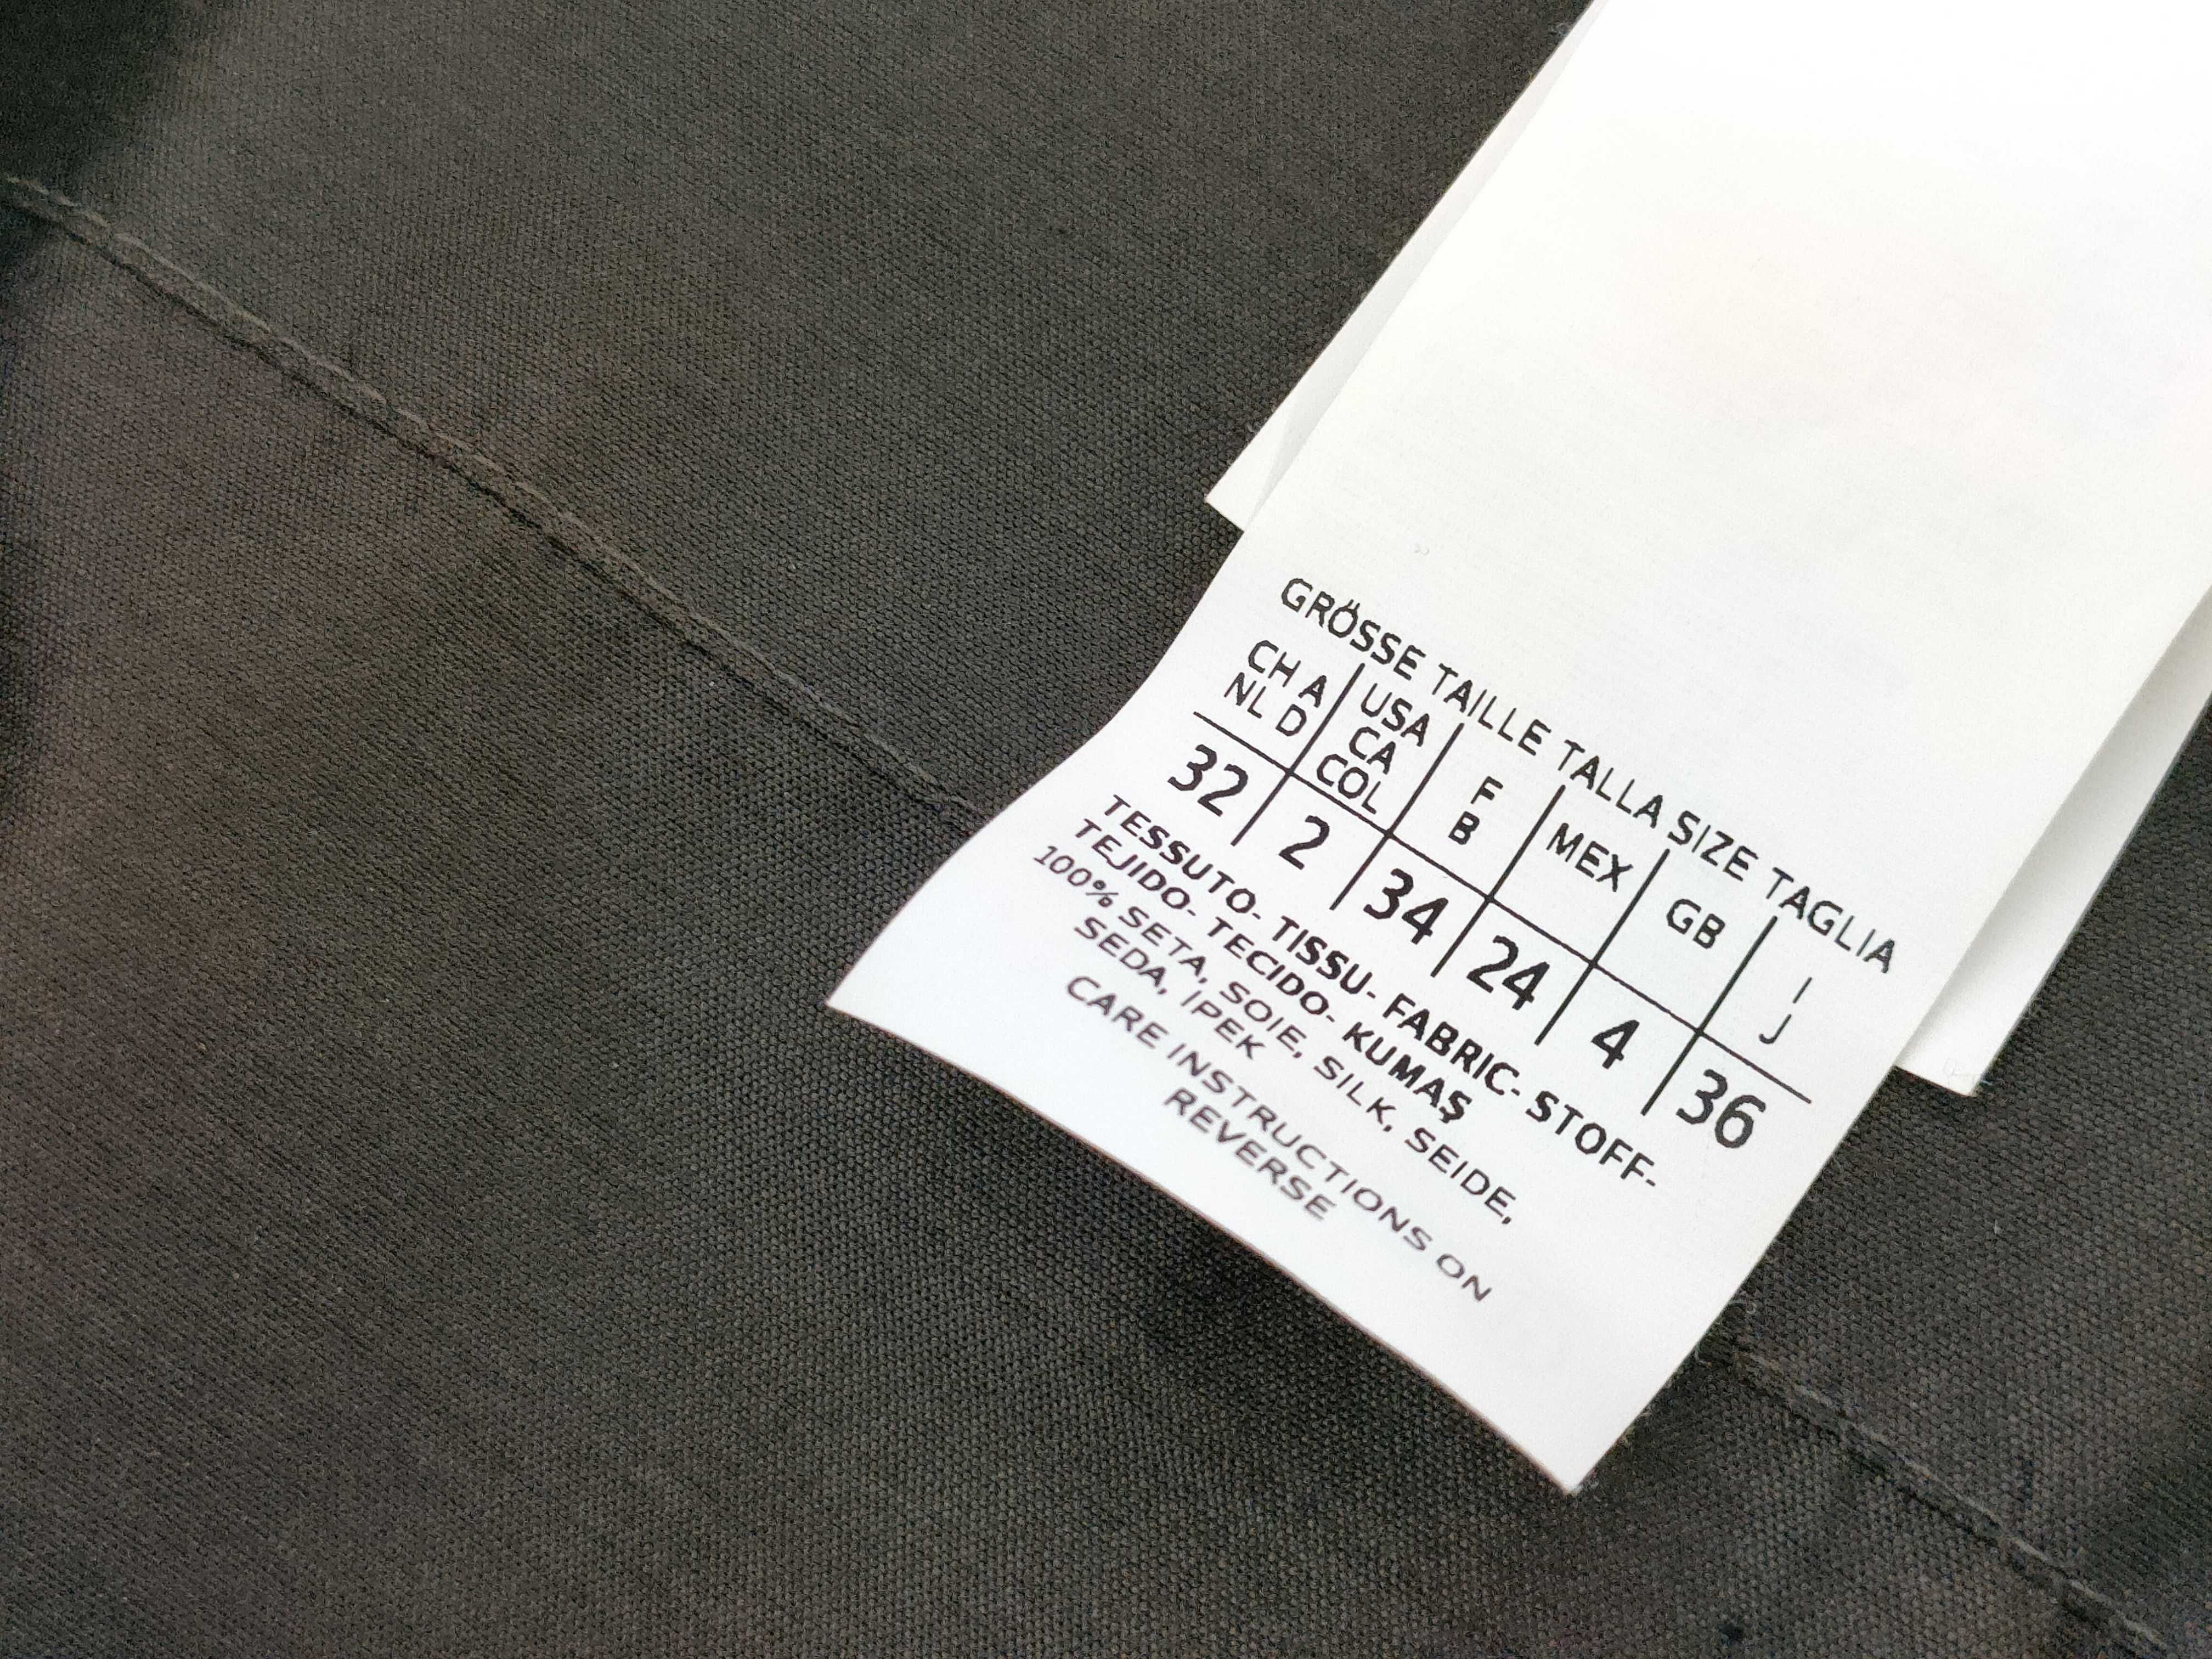 GRÖSSE TAILLE TALLA SIZE TAGLIA
CH A USA F MEX GB I
NL D CA B J
COL
32 2 34 24 4 36
TESSUTO- TISSU- FABRIC- STOFF-
TEJIDO- TECIDO- KUMAŞ
100% SETA, SOIE, SILK, SEIDE,
SEDA, İPEK
CARE INSTRUCTIONS ON
REVERSE